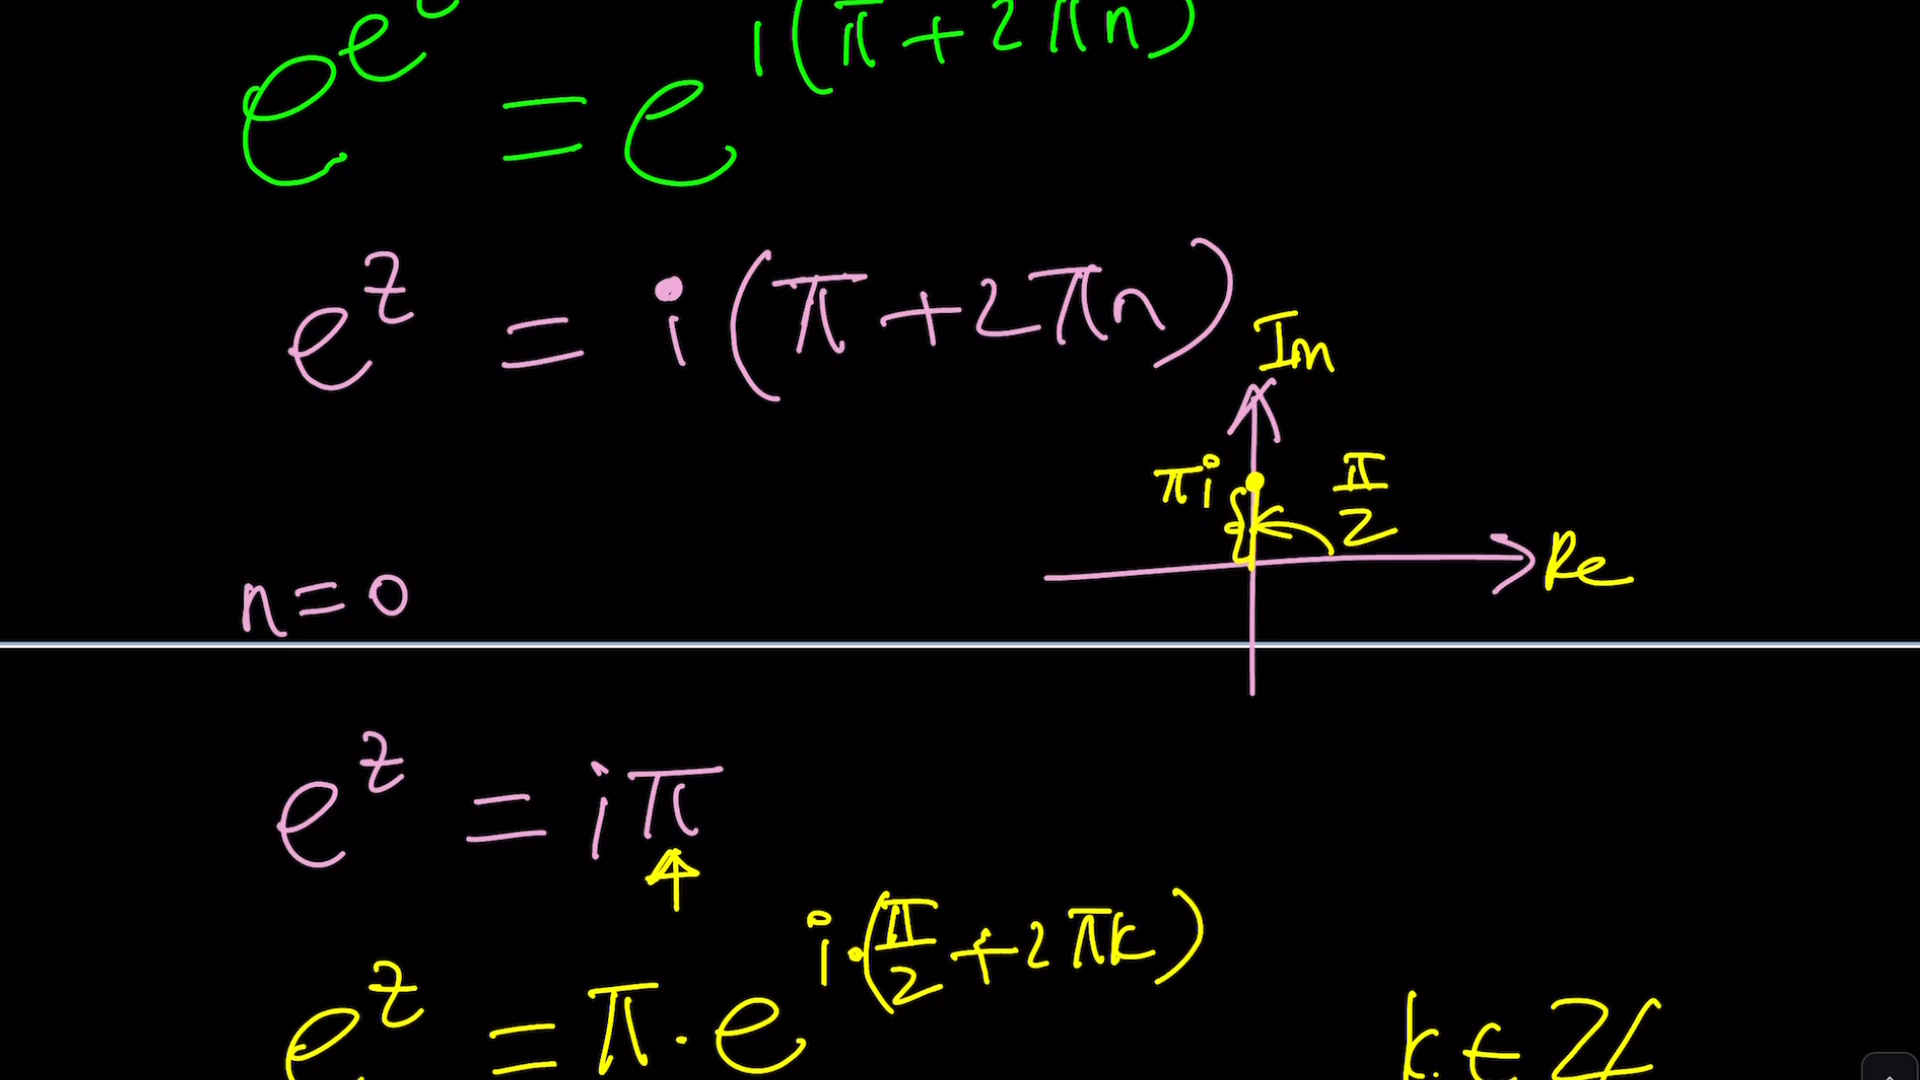 e^{e^z} = e^{i(π+2πn)}
e^z = i(π+2πn)
Im
πi π/2
Re
n=0
e^z = iπ
e^z = π·e^{i·(π/2+2πk)} k∈ℤ